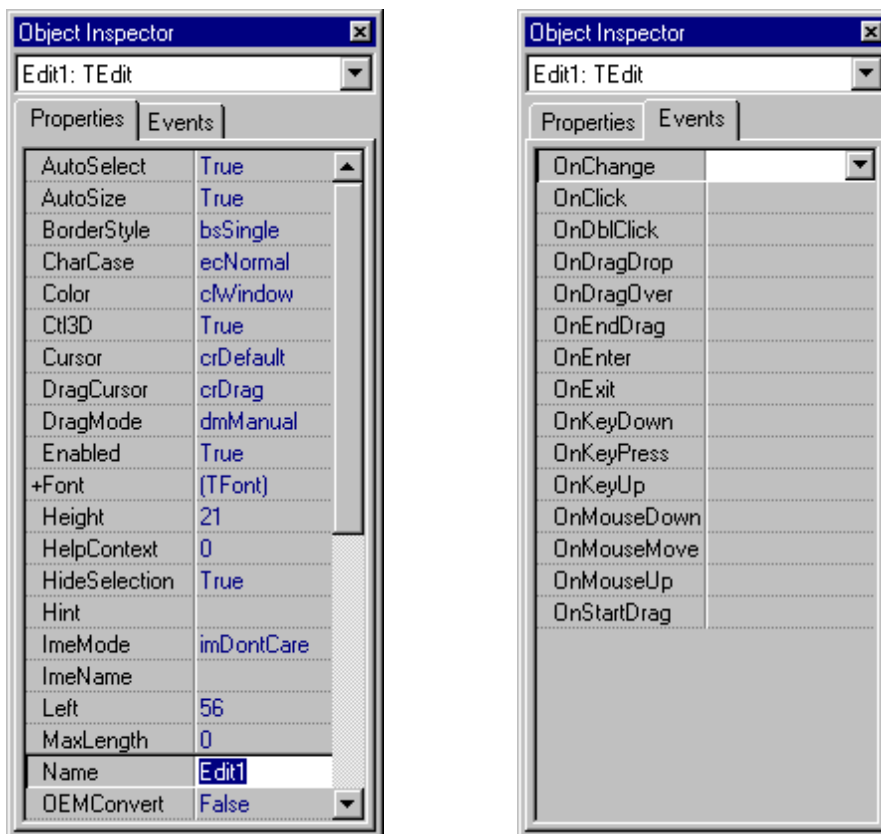 Object Inspector
Edit1: TEdit
Properties Events
AutoSelect True
AutoSize True
BorderStyle bsSingle
CharCase ecNormal
Color clWindow
Ctl3D True
Cursor crDefault
DragCursor crDrag
DragMode dmManual
Enabled True
+Font (TFont)
Height 21
HelpContext 0
HideSelection True
Hint
ImeMode imDontCare
ImeName
Left 56
MaxLength 0
Name Edit1
OEMConvert False
Object Inspector
Edit1: TEdit
Properties Events
OnChange
OnClick
OnDblClick
OnDragDrop
OnDragOver
OnEndDrag
OnEnter
OnExit
OnKeyDown
OnKeyPress
OnKeyUp
OnMouseDown
OnMouseMove
OnMouseUp
OnStartDrag